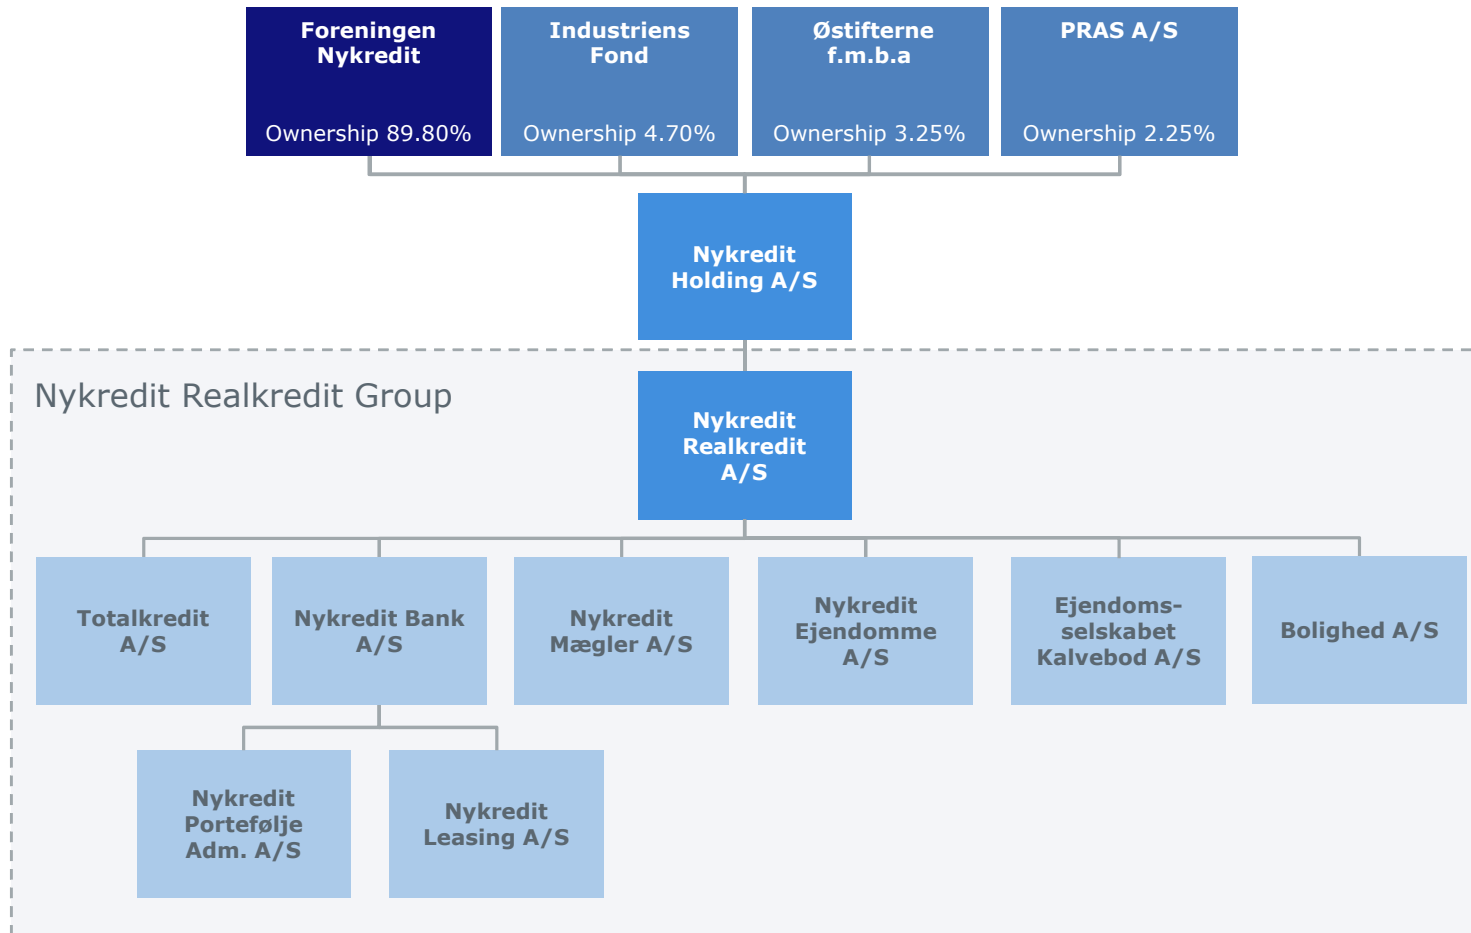 Foreningen
Nykredit
Ownership 89.80%
Industriens
Fond
Ownership 4.70%
Østifterne
f.m.b.a
Ownership 3.25%
PRAS A/S
Ownership 2.25%
Nykredit
Holding A/S
Nykredit Realkredit Group
Nykredit
Realkredit
A/S
Totalkredit
A/S
Nykredit Bank
A/S
Nykredit
Mægler A/S
Nykredit
Ejendomme
A/S
Ejendoms-
selskabet
Kalvebod A/S
Bolighed A/S
Nykredit
Portefølje
Adm. A/S
Nykredit
Leasing A/S